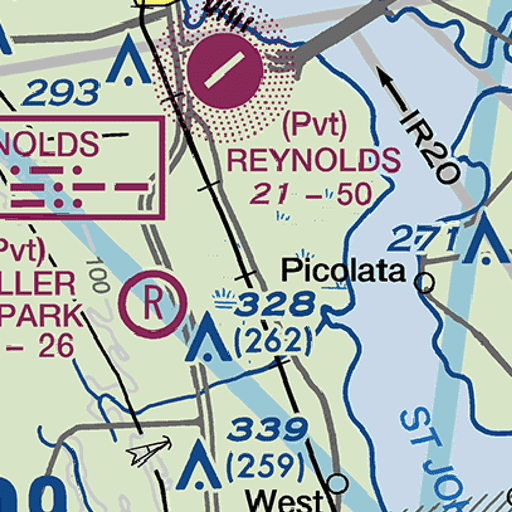 293
NOLDS
(Pvt)
REYNOLDS
21 - 50
IR20
271
Pvt)
LLER
PARK
- 26
100
R
Picolata
328
(262)
339
(259)
West
ST JO